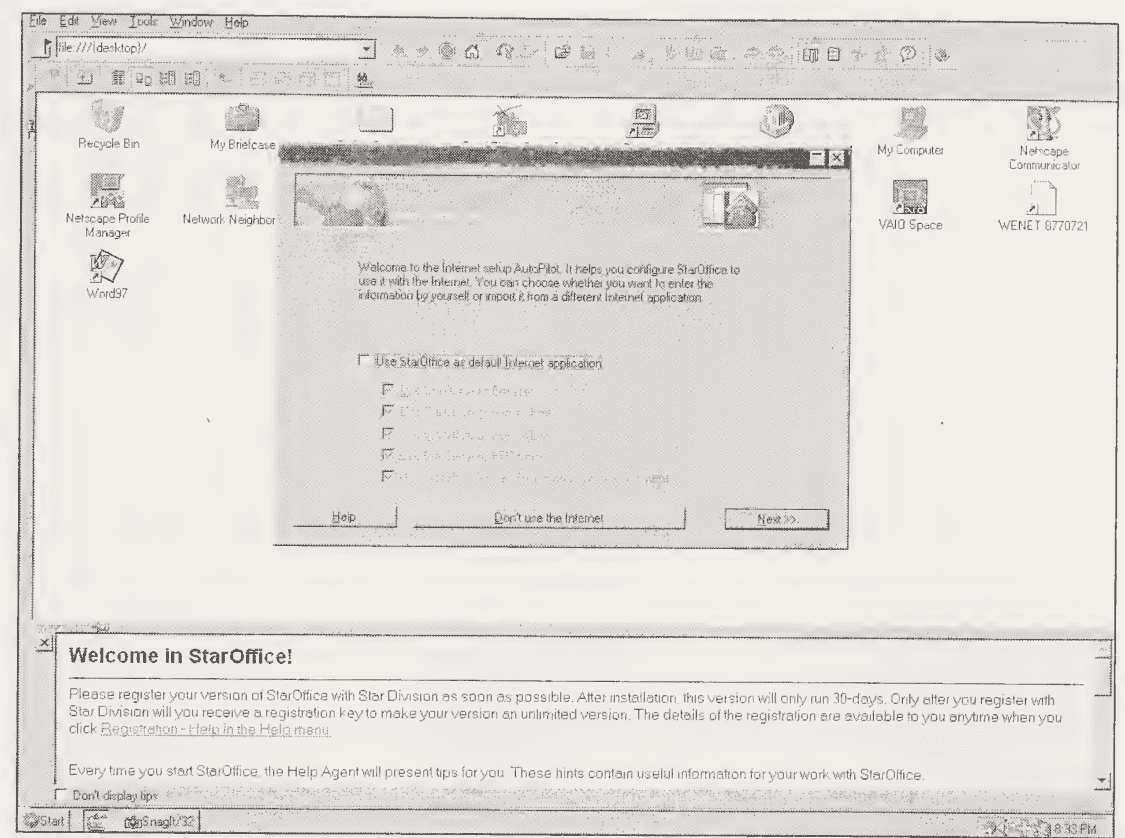 File Edit View Tools Window Help
file:///{desktop}/
Recycle Bin
My Briefcase
My Computer
Netscape
Communicator
Netscape Profile
Manager
Network Neighbor
VAIO Space
WENET 8770721
Word97
Welcome to the Internet setup AutoPilot. It helps you configure StarOffice to
use it with the Internet. You can choose whether you want to enter the
information by yourself or import it from a different Internet application.
Use StarOffice as default Internet application
Help
Don't use the Internet
Next >>
Welcome in StarOffice!
Please register your version of StarOffice with Star Division as soon as possible. After installation, this version will only run 30-days. Only after you register with
Star Division will you receive a registration key to make your version an unlimited version. The details of the registration are available to you anytime when you
click Registration - Help in the Help menu.
Every time you start StarOffice, the Help Agent will present tips for you. These hints contain useful information for your work with StarOffice.
Don't display tips
Start
SnagIt/32
8:33 PM